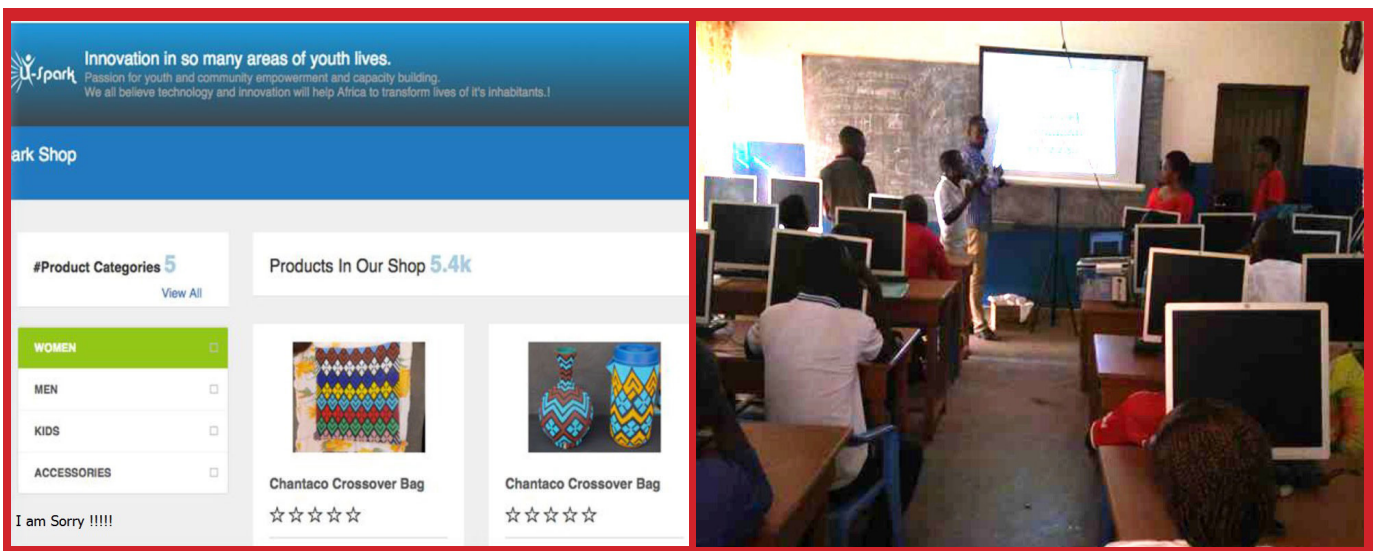 U-Spark
Innovation in so many areas of youth lives.
Passion for youth and community empowerment and capacity building.
We all believe technology and innovation will help Africa to transform lives of it's inhabitants.!
ark Shop
#Product Categories 5
View All
Products In Our Shop 5.4k
WOMEN
MEN
KIDS
ACCESSORIES
Chantaco Crossover Bag
Chantaco Crossover Bag
I am Sorry !!!!!